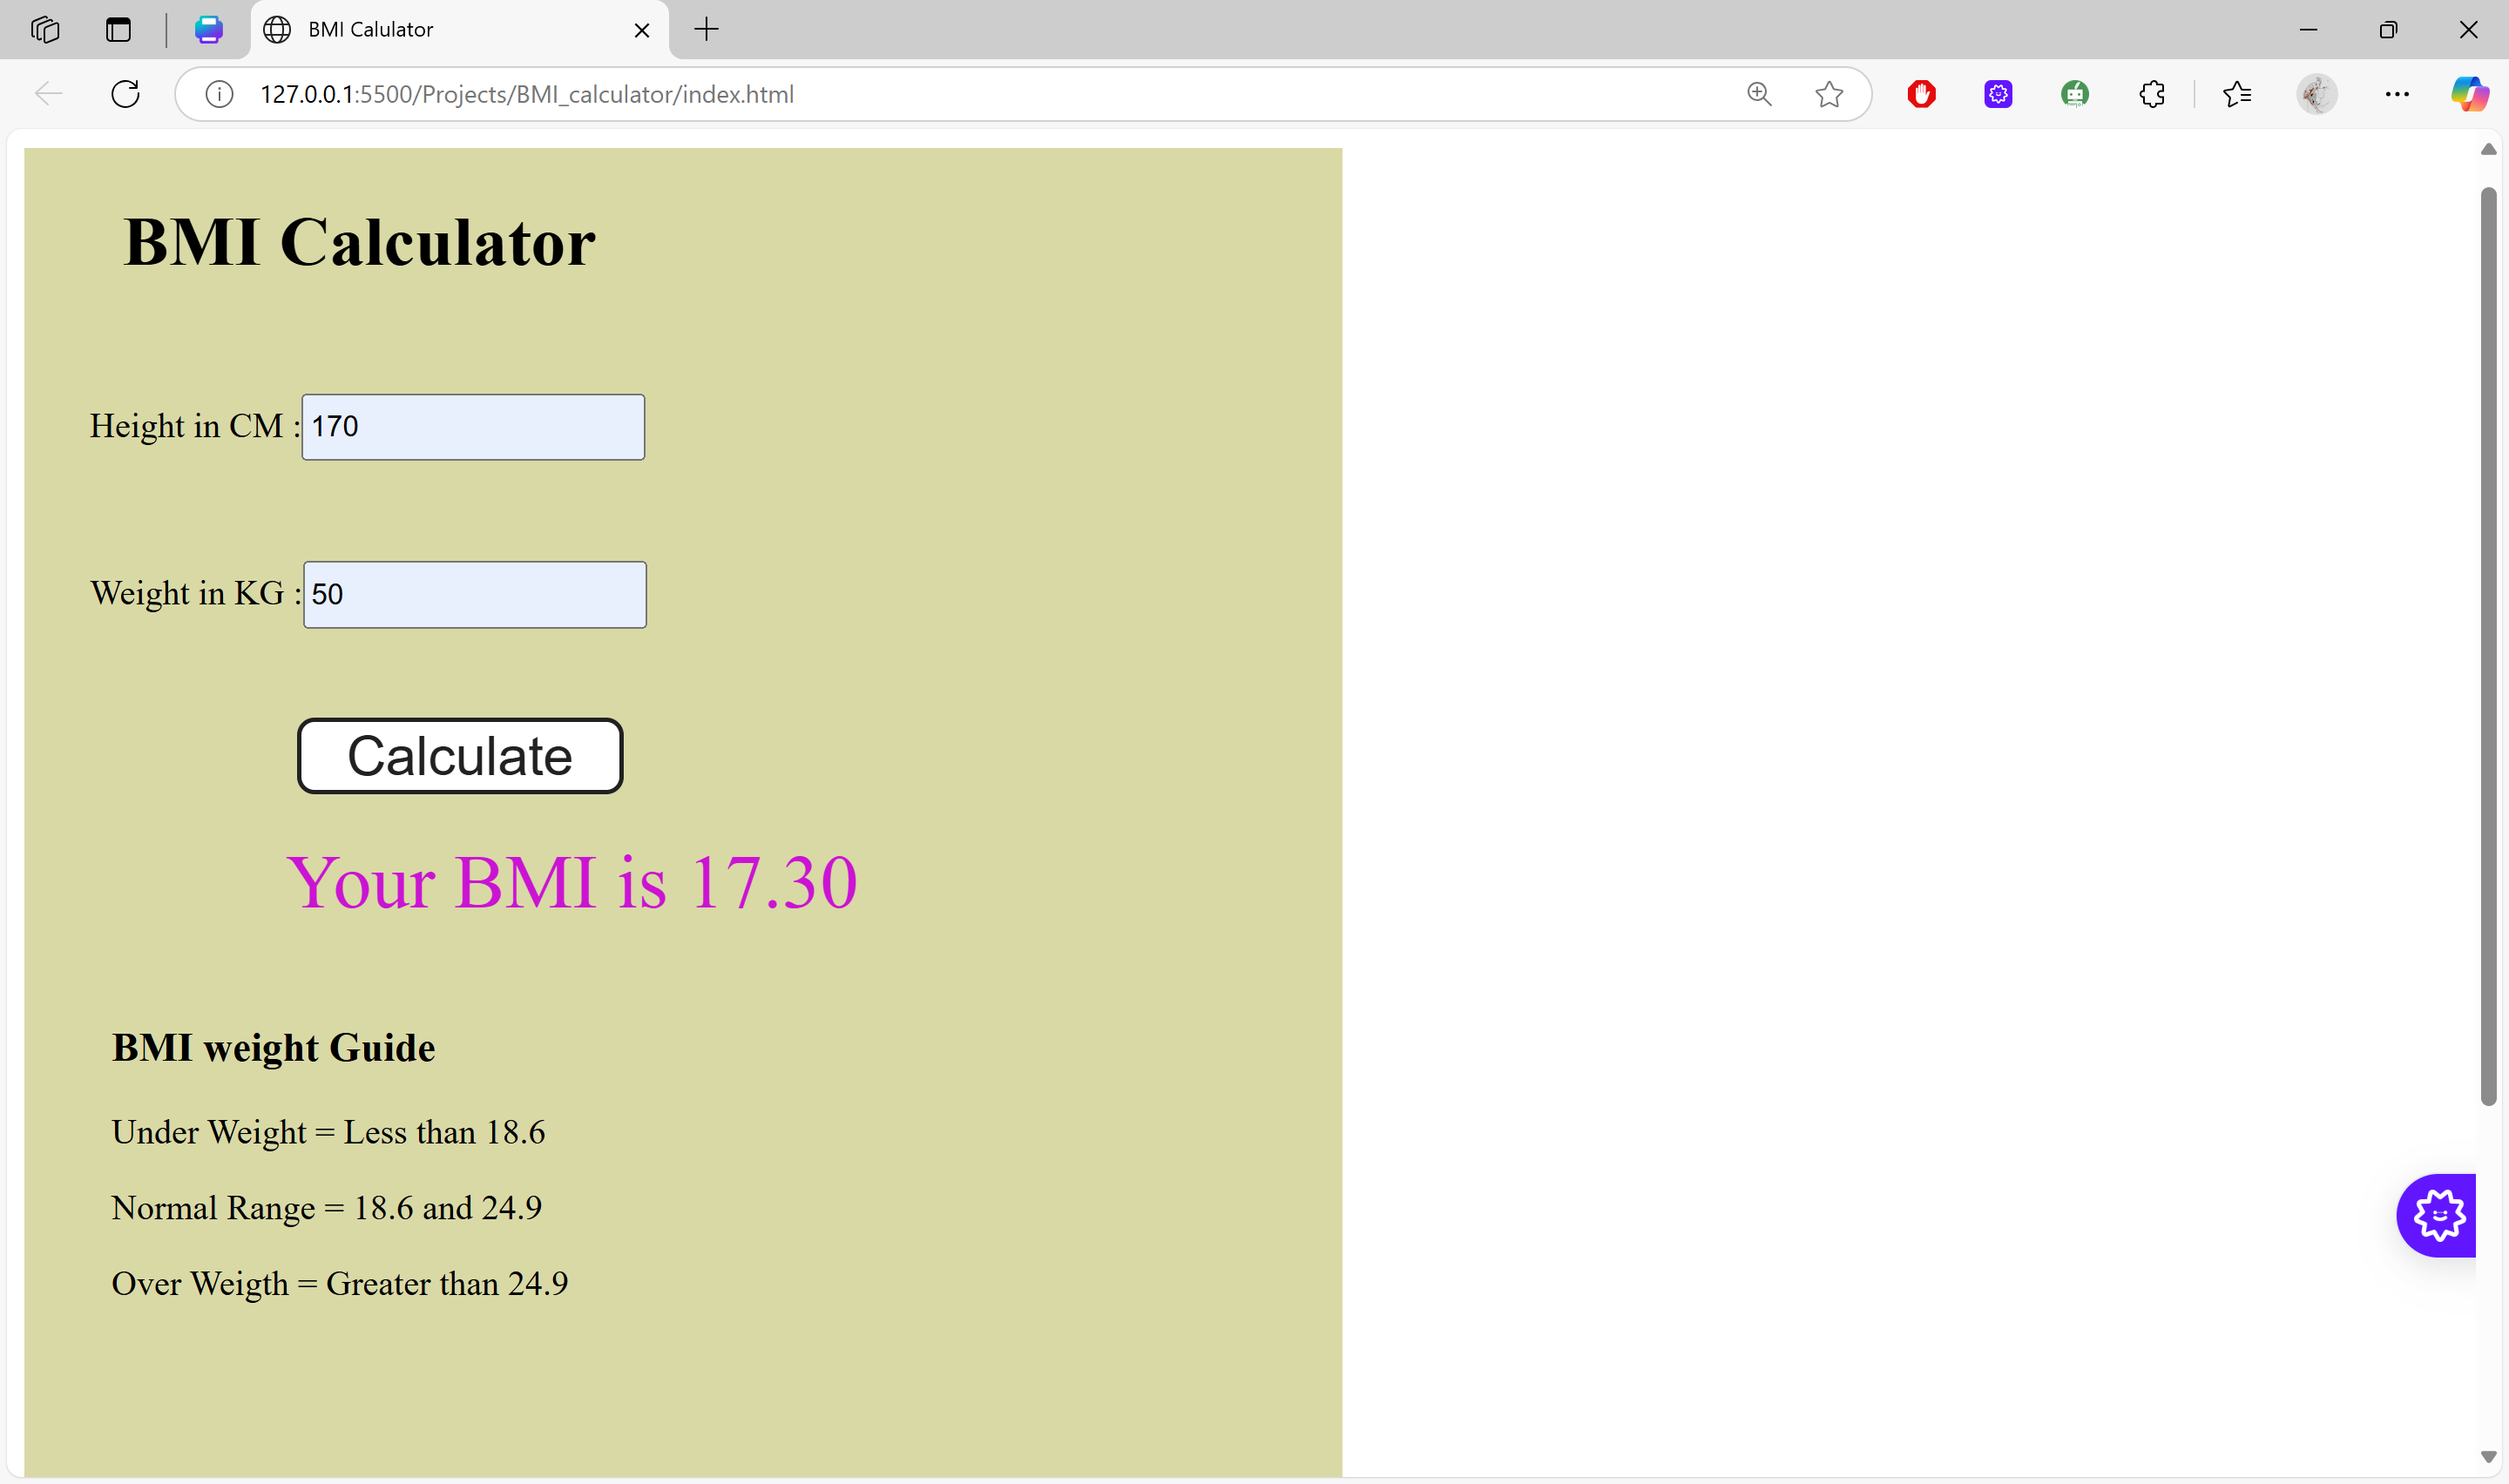 BMI Calulator
127.0.0.1:5500/Projects/BMI_calculator/index.html
BMI Calculator
Height in CM : 170
Weight in KG : 50
Calculate
Your BMI is 17.30
BMI weight Guide
Under Weight = Less than 18.6
Normal Range = 18.6 and 24.9
Over Weigth = Greater than 24.9